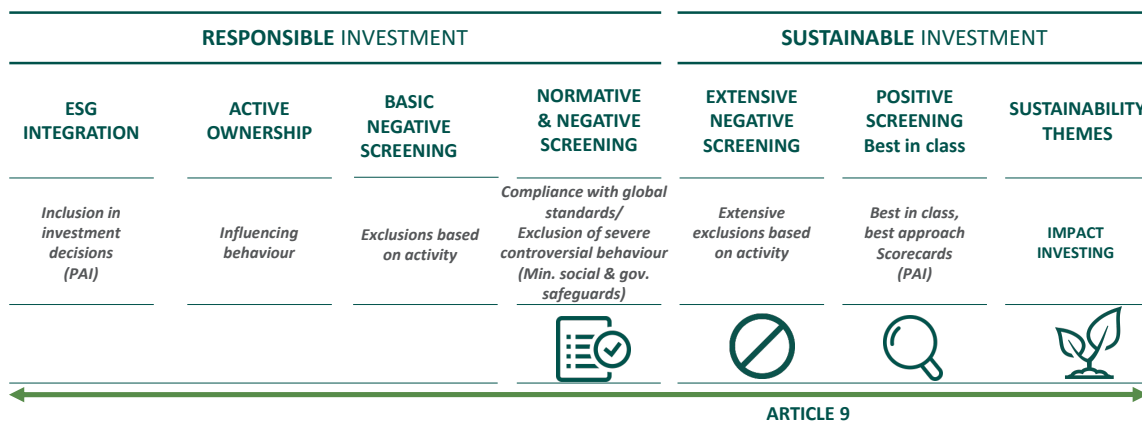 RESPONSIBLE INVESTMENT
SUSTAINABLE INVESTMENT
ESG
INTEGRATION
ACTIVE
OWNERSHIP
BASIC
NEGATIVE
SCREENING
NORMATIVE
& NEGATIVE
SCREENING
EXTENSIVE
NEGATIVE
SCREENING
POSITIVE
SCREENING
Best in class
SUSTAINABILITY
THEMES
Inclusion in
investment
decisions
(PAI)
Influencing
behaviour
Exclusions based
on activity
Compliance with global
standards/
Exclusion of severe
controversial behaviour
(Min. social & gov.
safeguards)
Extensive
exclusions based
on activity
Best in class,
best approach
Scorecards
(PAI)
IMPACT
INVESTING
ARTICLE 9